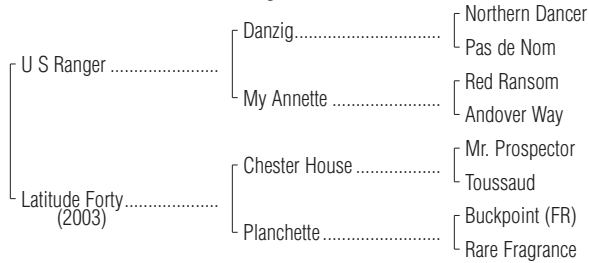 Northern Dancer
Danzig........................................
Pas de Nom
U S Ranger ........................
Red Ransom
My Annette ..............................
Andover Way
Mr. Prospector
Chester House .......................
Toussaud
Latitude Forty.....................
(2003)
Buckpoint (FR)
Planchette.................................
Rare Fragrance